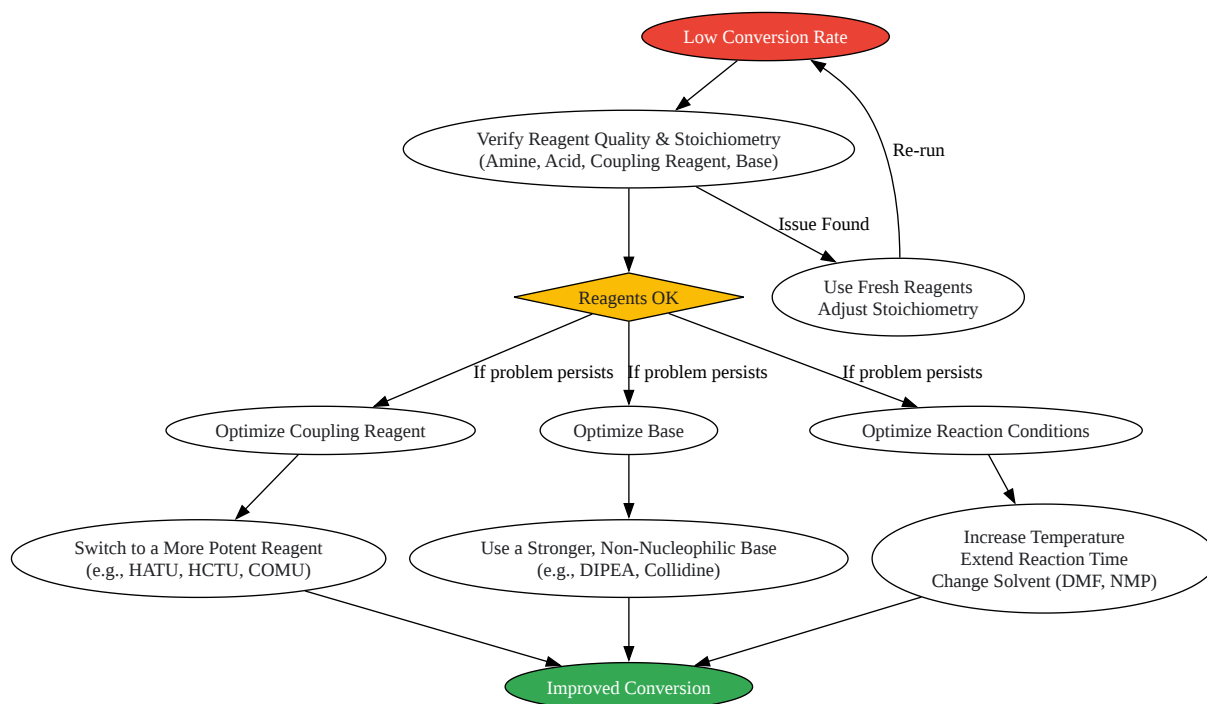 Low Conversion Rate
Verify Reagent Quality & Stoichiometry
(Amine, Acid, Coupling Reagent, Base)
Re-run
Issue Found
Use Fresh Reagents
Adjust Stoichiometry
Reagents OK
If problem persists
If problem persists
If problem persists
Optimize Coupling Reagent
Optimize Base
Optimize Reaction Conditions
Switch to a More Potent Reagent
(e.g., HATU, HCTU, COMU)
Use a Stronger, Non-Nucleophilic Base
(e.g., DIPEA, Collidine)
Increase Temperature
Extend Reaction Time
Change Solvent (DMF, NMP)
Improved Conversion